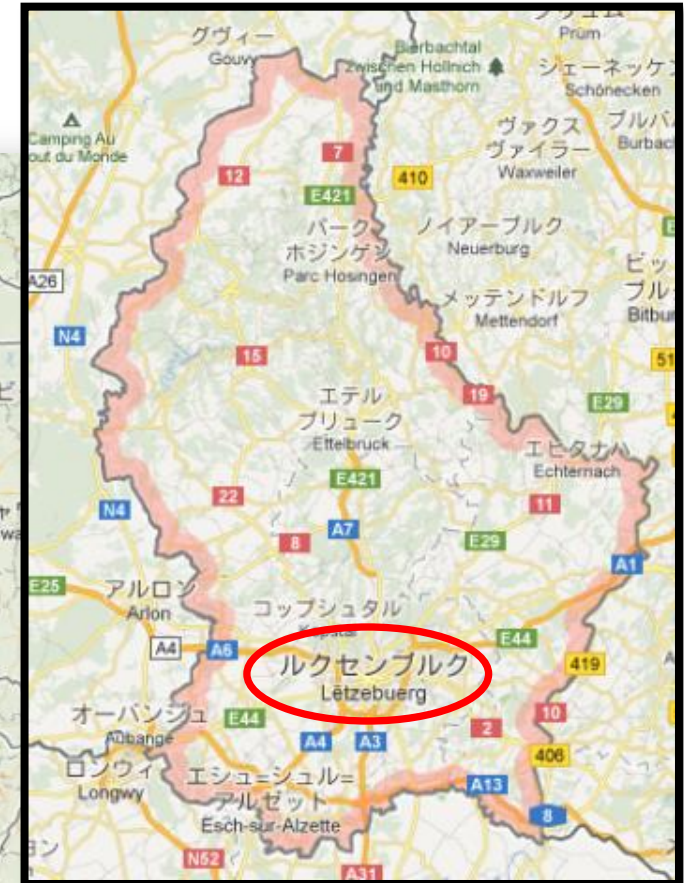 グヴィー
Gouvy
Bierbachtal
zwischen Hollnich
und Masthorn
Prüm
シェーネッケン
Schönecken
Camping Au
out du Monde
ヴァクス
ヴァイラー
Waxweiler
Burbac
7
12
410
E421
パーク
ホジンゲン
Parc Hosingen
ノイアーブルク
Neuerburg
ビッ
ブル
Bitbur
A26
メッテンドルフ
Mettendorf
N4
15
10
51
19
E29
エテル
ブリューク
Ettelbruck
エヒタナハ
Echternach
E421
22
11
N4
A7
8
E29
A1
E25
アルロン
Arlon
コップシュタル
Kopstal
A4
A6
E44
419
ルクセンブルク
Lëtzebuerg
オーバンジュ
Aubange
E44
10
2
A4
A3
406
ロンウィ
Longwy
エシュ=シュル=
アルゼット
Esch-sur-Alzette
A13
8
N52
A31